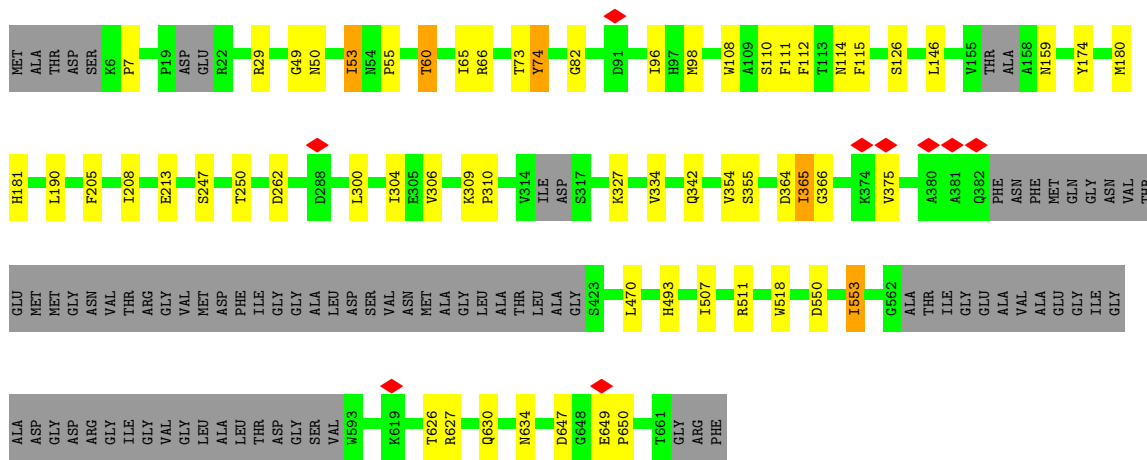 MET ALA THR ASP SER K6 P7 P19 ASP GLU R22 R29 G49 N50 I53 N54 P55 T60 I65 R66 T73 Y74 G82 D91 I96 H97 M98 W108 A109 S110 F111 F112 T113 N114 F115 S126 L146 V155 THR ALA A158 N159 Y174 M180
H181 L190 F205 I208 E213 S247 T250 D262 D288 L300 I304 E305 V306 K309 P310 V314 ILE ASP S317 K327 V334 Q342 V354 S355 D364 I365 G366 K374 V375 A380 A381 Q382 PHE ASN PHE MET GLN GLY ASN VAL THR
GLU MET MET GLY ASN VAL THR ARG GLY VAL MET ASP PHE ILE GLY GLY ALA LEU ASP SER VAL ASN MET ALA GLY LEU ALA THR LEU ALA GLY S423 L470 H493 I507 R511 W518 D550 I553 G562 ALA THR ILE GLY GLU ALA VAL ALA GLU GLY ILE GLY
ALA ASP GLY ASP ARG GLY ILE GLY VAL GLY LEU ALA LEU THR ASP GLY SER VAL W593 K619 T626 R627 Q630 N634 D647 G648 E649 P650 T661 GLY ARG PHE